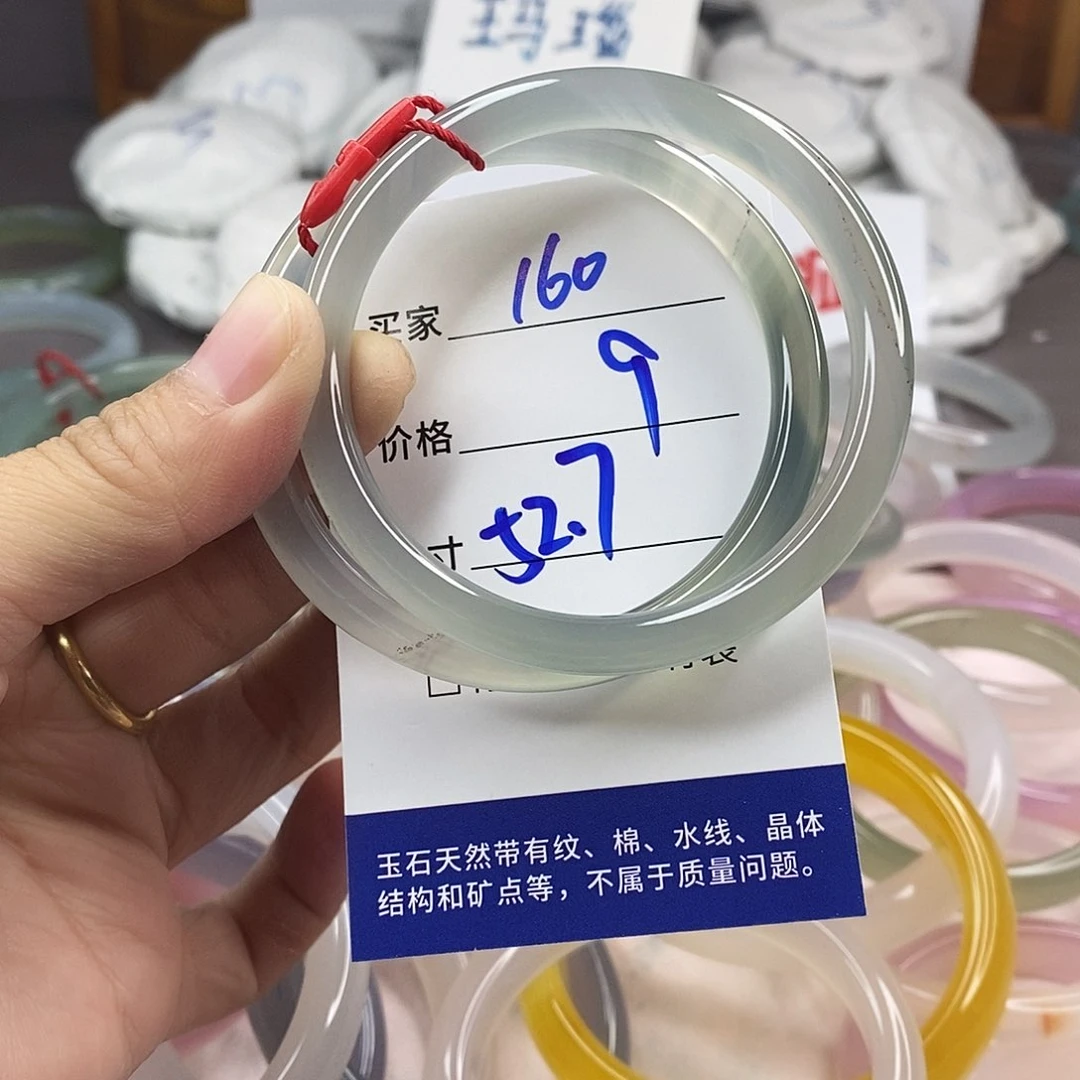 玛瑙
买家 160
价格 9
寸 52.7
玉石天然带有纹、棉、水线、晶体
结构和矿点等，不属于质量问题。